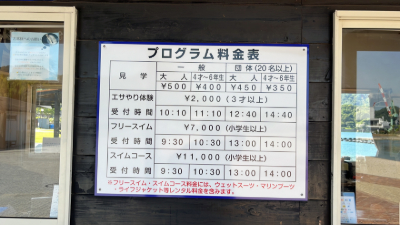 プログラム料金表
見学 一般 団体(20名以上)
大人 4才~6年生 大人 4才~6年生
¥500 ¥400 ¥450 ¥350
エサやり体験 ¥2,000(3才以上)
受付時間 10:10 11:10 12:40 14:40
フリースイム ¥7,000(小学生以上)
受付時間 9:30 10:30 13:00 14:00
スイムコース ¥11,000(小学生以上)
受付時間 9:30 10:30 13:00 14:00
※フリースイム・スイムコース料金には、ウェットスーツ・マリンブーツ
・ライフジャケット等レンタル料金を含みます。